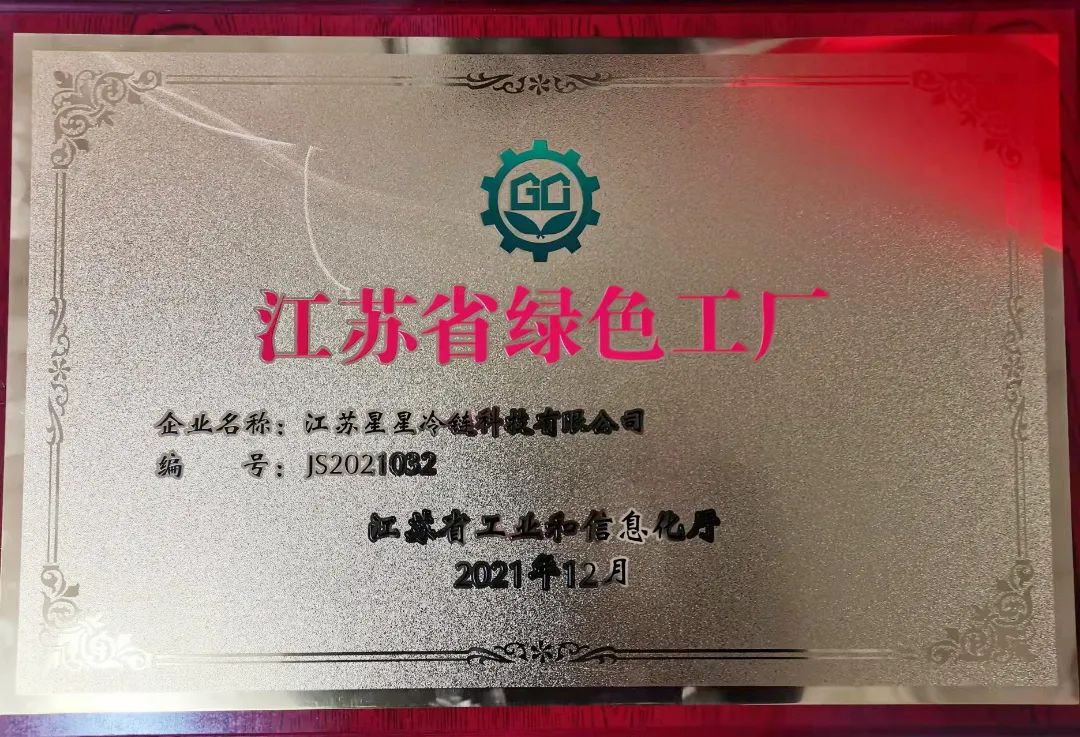 江苏省绿色工厂
企业名称：江苏星星冷链科技有限公司
编 号：JS2021032
江苏省工业和信息化厅
2021年12月